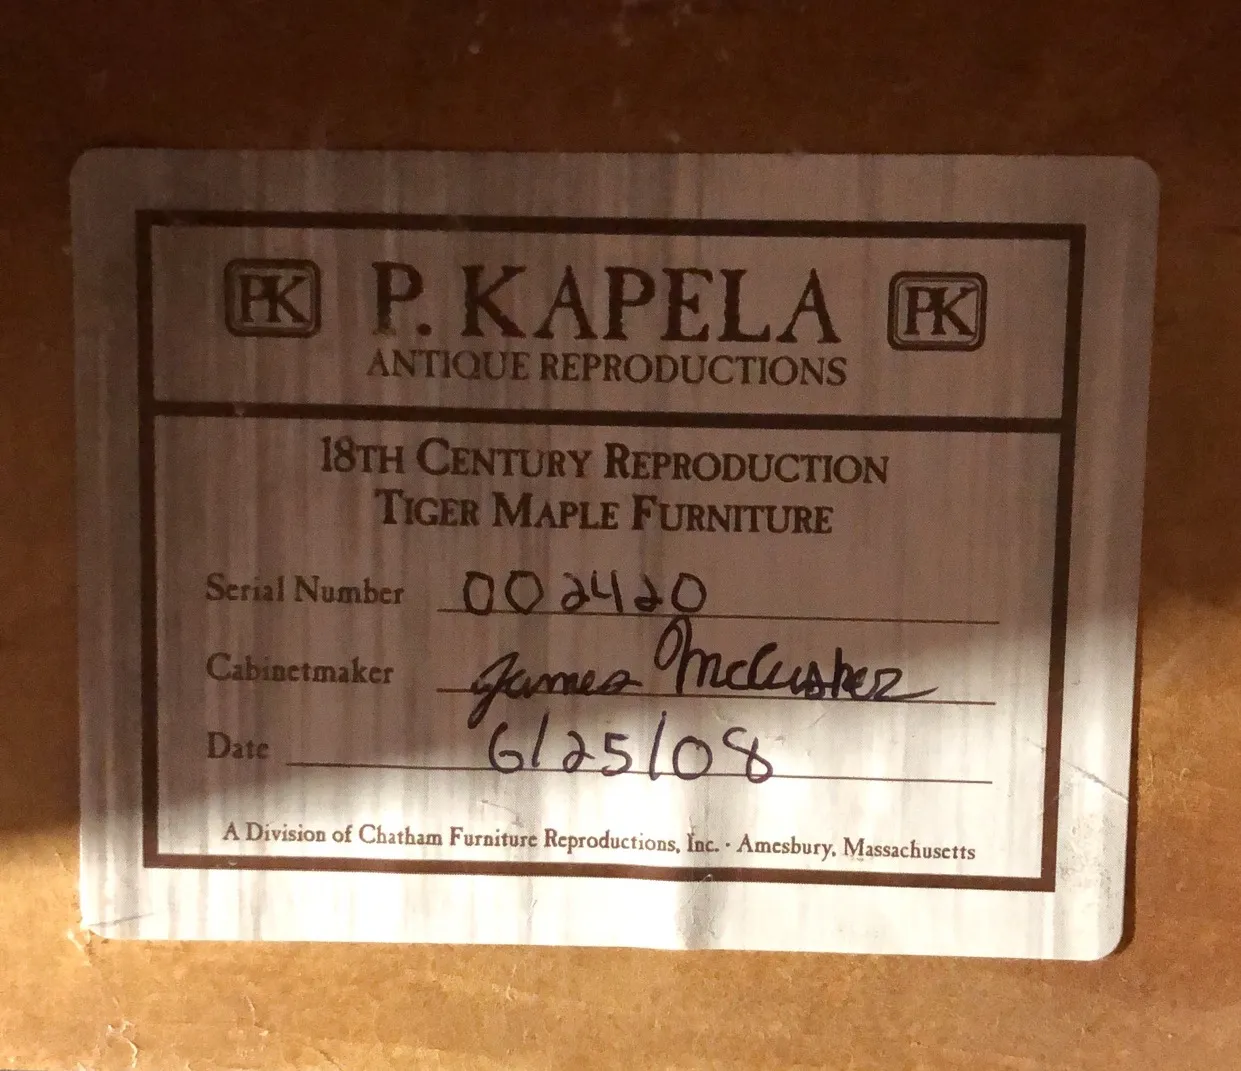 PK P. KAPELA PK
ANTIQUE REPRODUCTIONS
18TH CENTURY REPRODUCTION
TIGER MAPLE FURNITURE
Serial Number 002420
Cabinetmaker James McCusker
Date 6/25/08
A Division of Chatham Furniture Reproductions, Inc. · Amesbury, Massachusetts